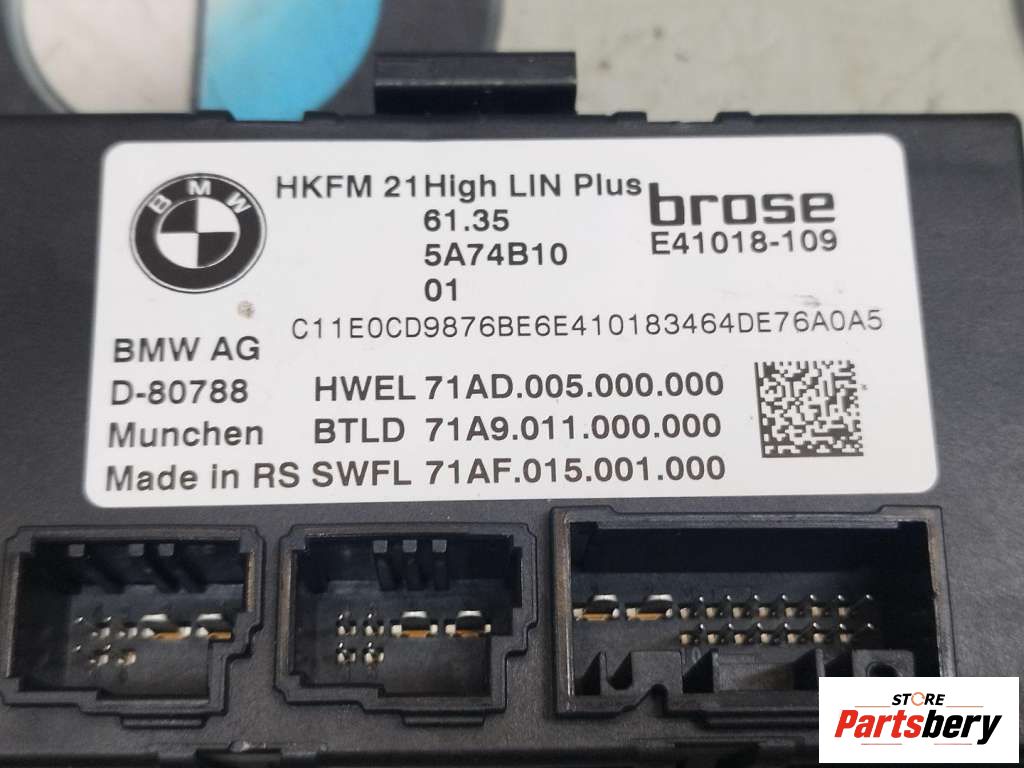 BMW
HKFM 21High LIN Plus
61.35
5A74B10
01
brose
E41018-109
C11E0CD9876BE6E410183464DE76A0A5
BMW AG
D-80788
Munchen
Made in RS
HWEL 71AD.005.000.000
BTLD 71A9.011.000.000
SWFL 71AF.015.001.000
STORE
Partsbery